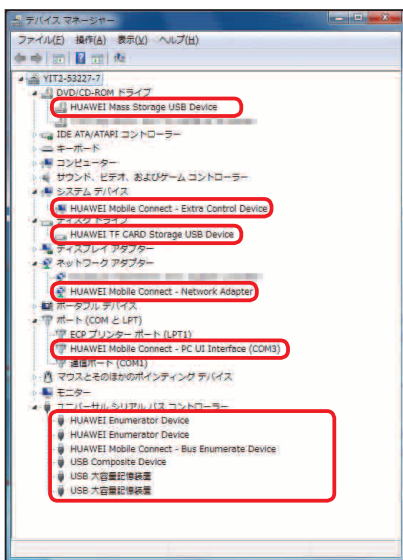 デバイス マネージャー
ファイル(F) 操作(A) 表示(V) ヘルプ(H)
YIT2-53227-7
DVD/CD-ROM ドライブ
HUAWEI Mass Storage USB Device
IDE ATA/ATAPI コントローラー
キーボード
コンピューター
サウンド、ビデオ、およびゲーム コントローラー
システム デバイス
HUAWEI Mobile Connect - Extra Control Device
ディスク ドライブ
HUAWEI TF CARD Storage USB Device
ディスプレイ アダプター
ネットワーク アダプター
HUAWEI Mobile Connect - Network Adapter
ポータブル デバイス
ポート (COM と LPT)
ECP プリンター ポート (LPT1)
HUAWEI Mobile Connect - PC UI Interface (COM3)
通信ポート (COM1)
マウスとそのほかのポインティング デバイス
モニター
ユニバーサル シリアル バス コントローラー
HUAWEI Enumerator Device
HUAWEI Enumerator Device
HUAWEI Mobile Connect - Bus Enumerate Device
USB Composite Device
USB 大容量記憶装置
USB 大容量記憶装置